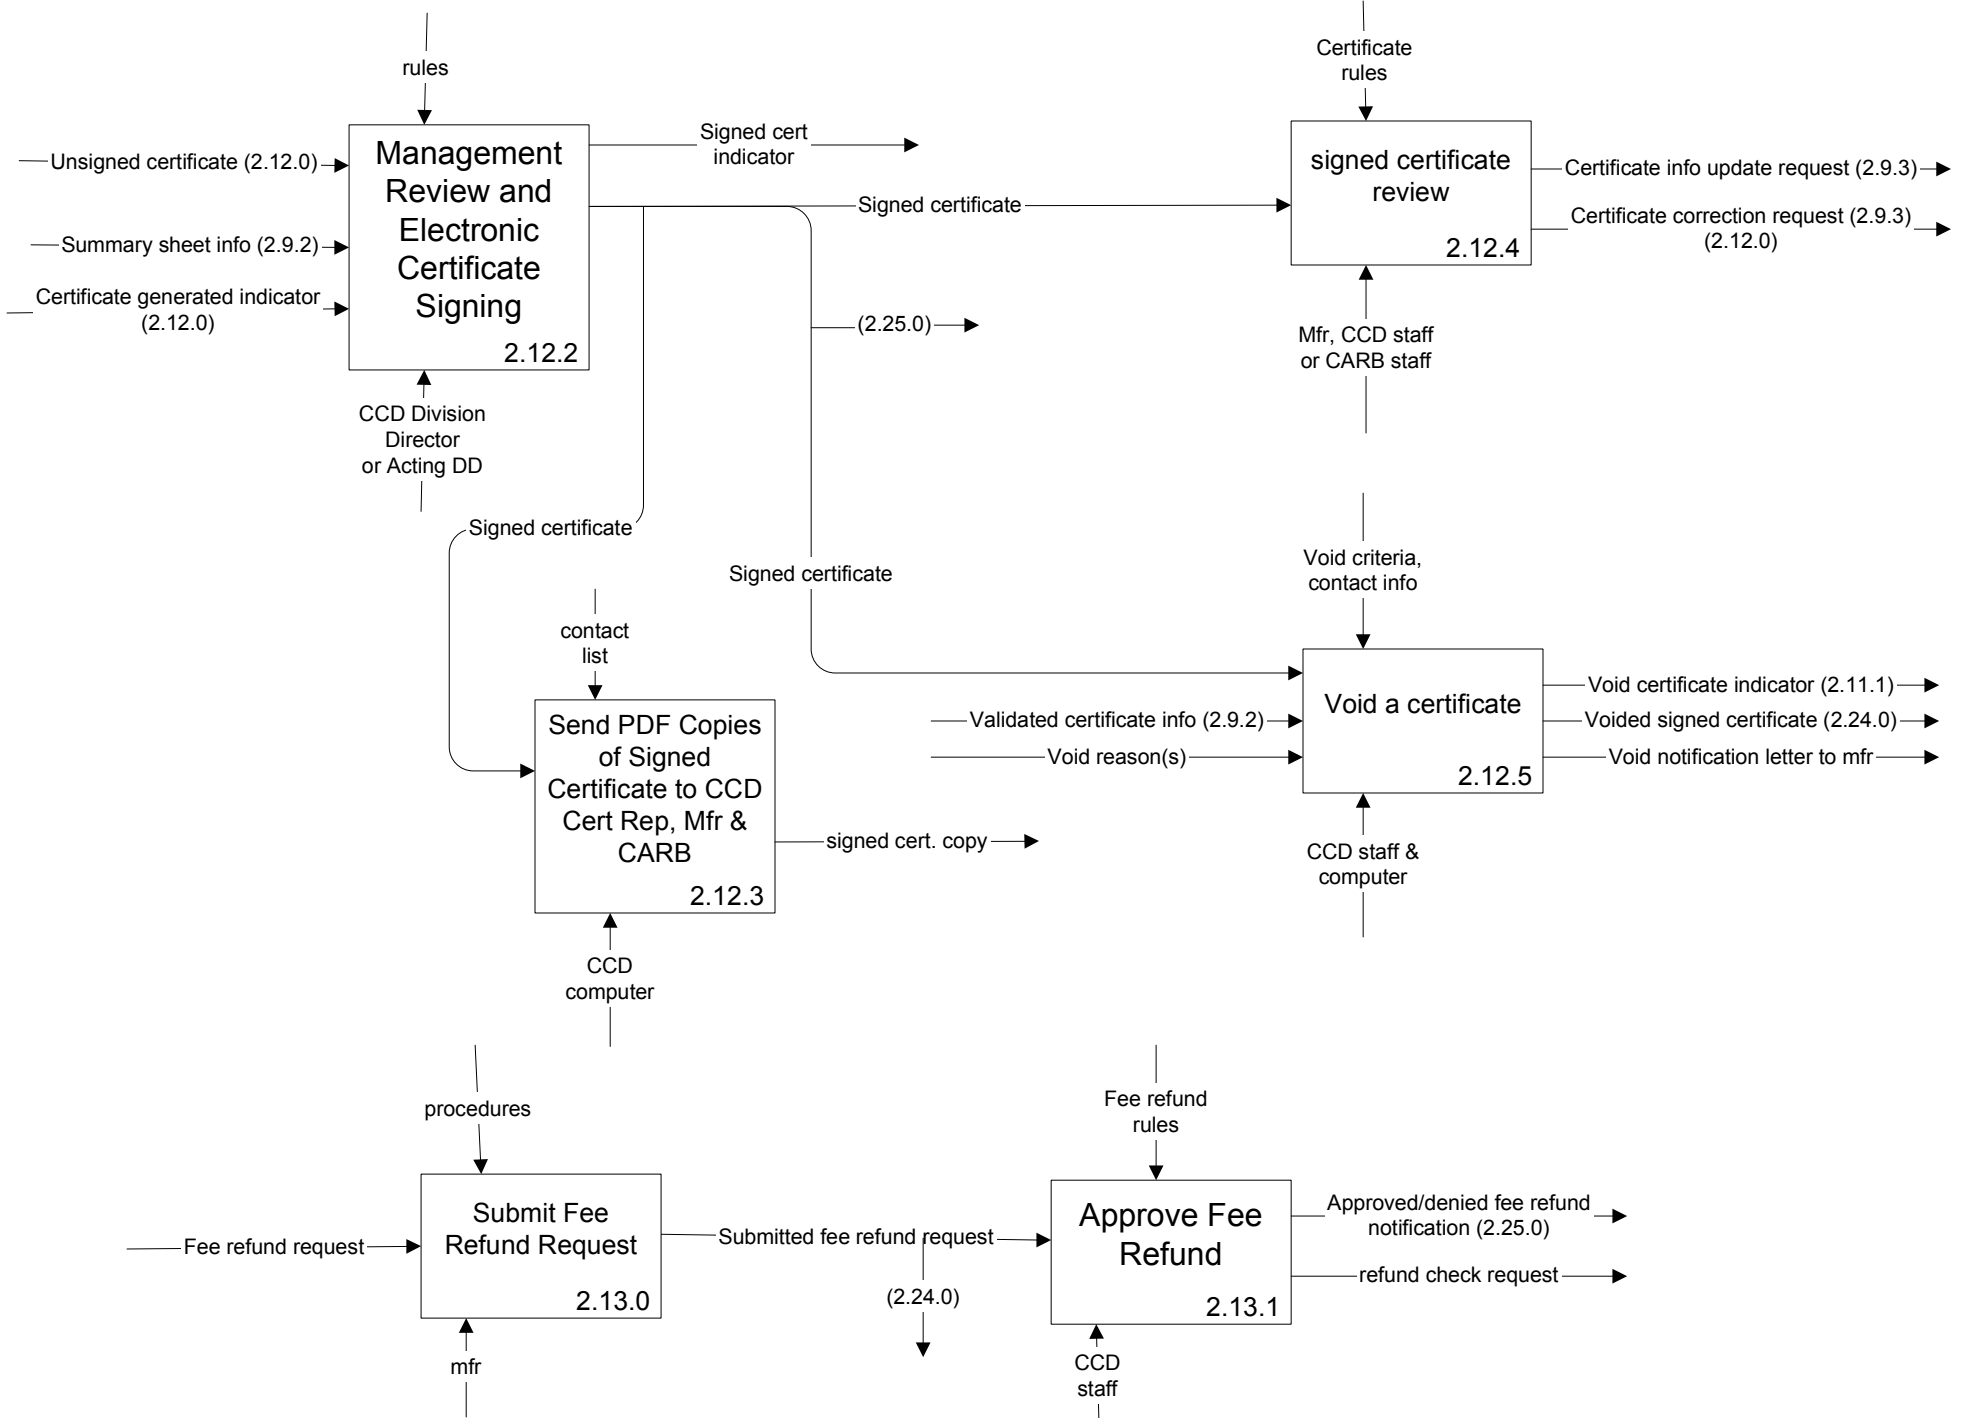 rules
Unsigned certificate (2.12.0)
Summary sheet info (2.9.2)
Certificate generated indicator
(2.12.0)
Management
Review and
Electronic
Certificate
Signing
2.12.2
CCD Division
Director
or Acting DD
Signed cert
indicator
Signed certificate
(2.25.0)
Certificate
rules
signed certificate
review
2.12.4
Certificate info update request (2.9.3)
Certificate correction request (2.9.3)
(2.12.0)
Mfr, CCD staff
or CARB staff
Signed certificate
Signed certificate
contact
list
Send PDF Copies
of Signed
Certificate to CCD
Cert Rep, Mfr &
CARB
2.12.3
signed cert. copy
CCD
computer
Void criteria,
contact info
Validated certificate info (2.9.2)
Void reason(s)
Void a certificate
2.12.5
Void certificate indicator (2.11.1)
Voided signed certificate (2.24.0)
Void notification letter to mfr
CCD staff &
computer
procedures
Fee refund request
Submit Fee
Refund Request
2.13.0
mfr
Submitted fee refund request
(2.24.0)
Fee refund
rules
Approve Fee
Refund
2.13.1
Approved/denied fee refund
notification (2.25.0)
refund check request
CCD
staff